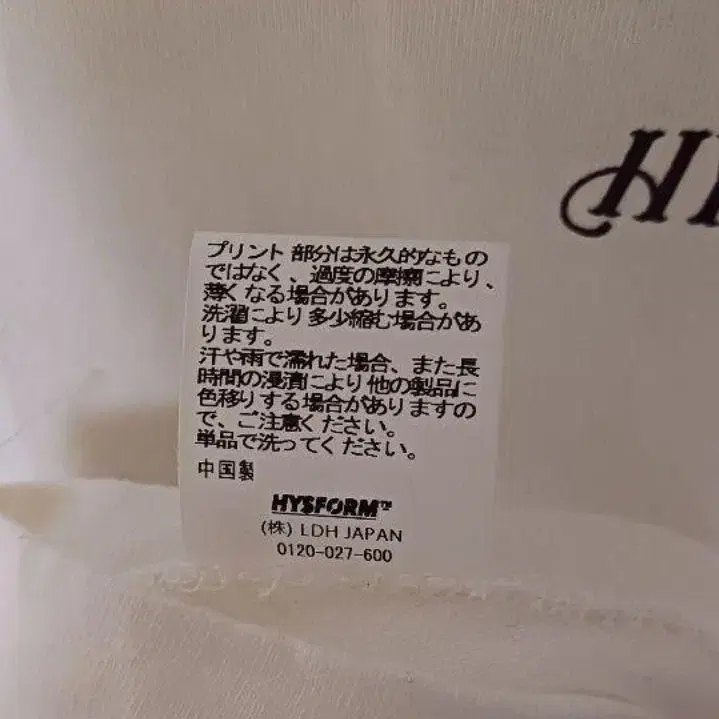 HY
プリント部分は永久的なもの
ではなく、過度の摩擦により、
薄くなる場合があります。
洗濯により多少縮む場合があ
ります。
汗や雨で濡れた場合、また長
時間の浸漬により他の製品に
色移りする場合がありますの
で、ご注意ください。
単品で洗ってください。
中国製
HYSFORM™
(株) LDH JAPAN
0120-027-600